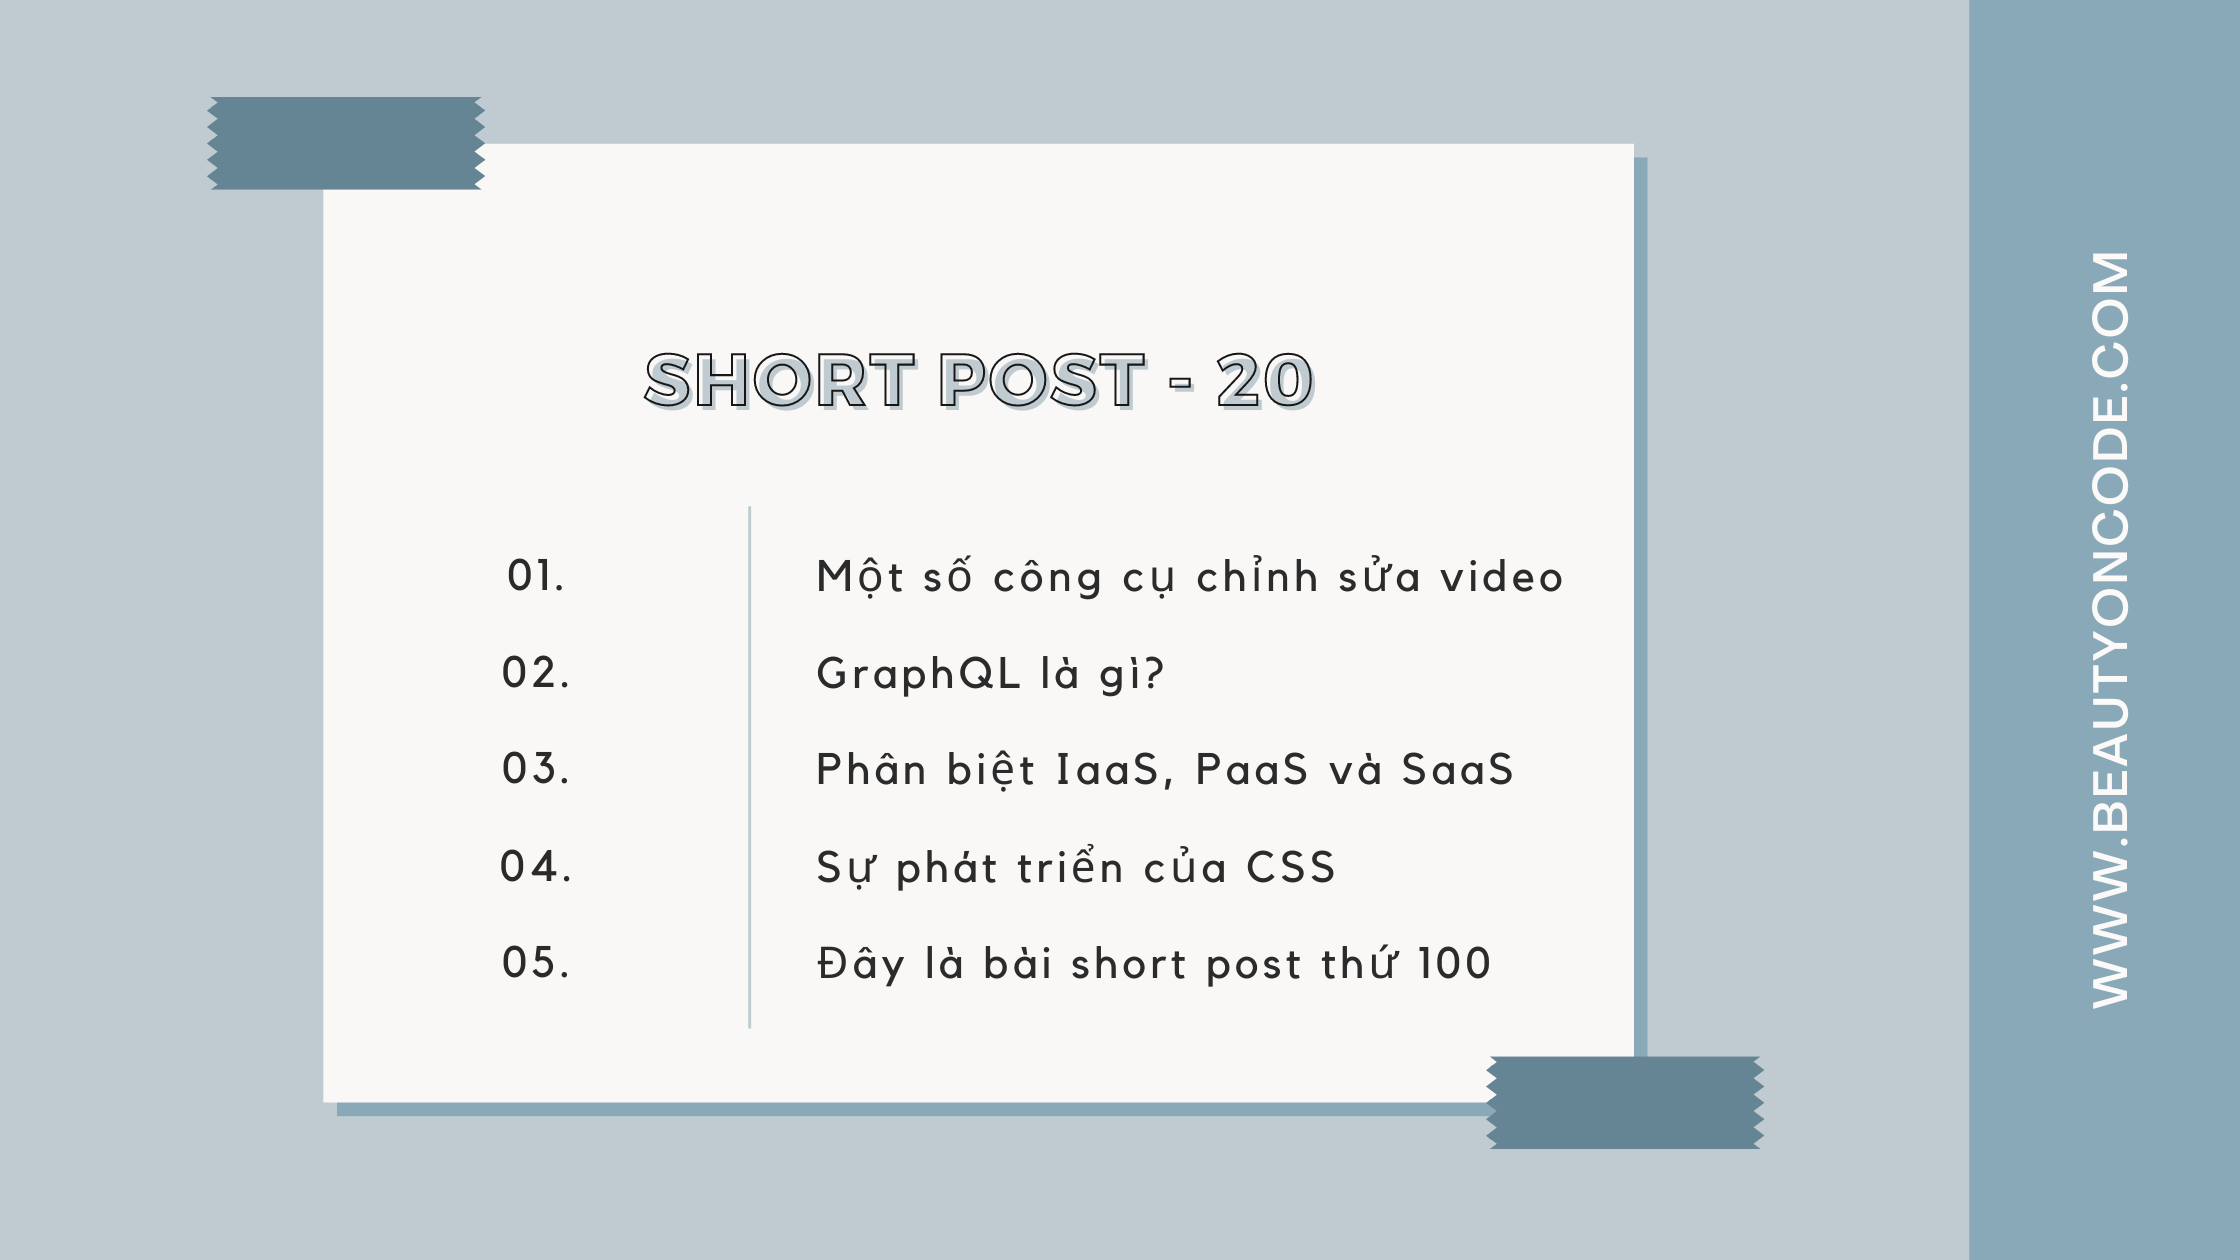 SHORT POST - 20
01. Một số công cụ chỉnh sửa video
02. GraphQL là gì?
03. Phân biệt IaaS, PaaS và SaaS
04. Sự phát triển của CSS
05. Đây là bài short post thứ 100
WWW.BEAUTYONCODE.COM